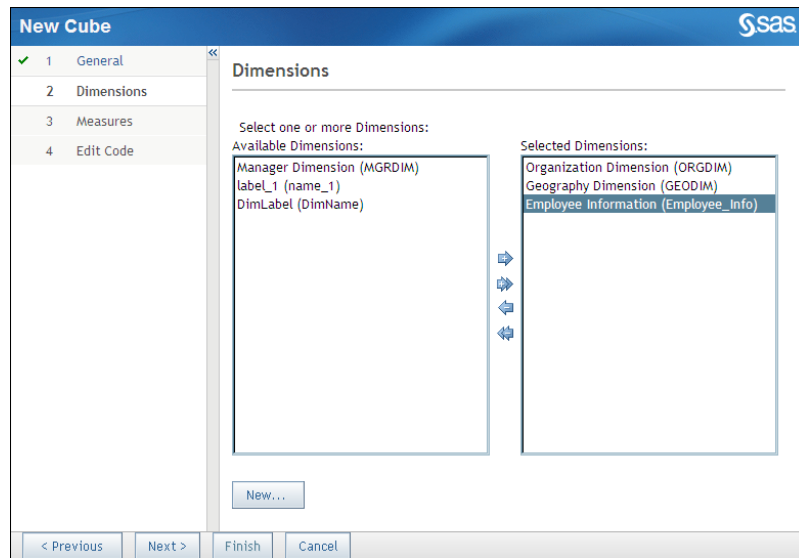 New Cube
sas
1 General
2 Dimensions
3 Measures
4 Edit Code
Dimensions
Select one or more Dimensions:
Available Dimensions:
Manager Dimension (MGRDIM)
label_1 (name_1)
DimLabel (DimName)
Selected Dimensions:
Organization Dimension (ORGDIM)
Geography Dimension (GEODIM)
Employee Information (Employee_Info)
New...
< Previous
Next >
Finish
Cancel